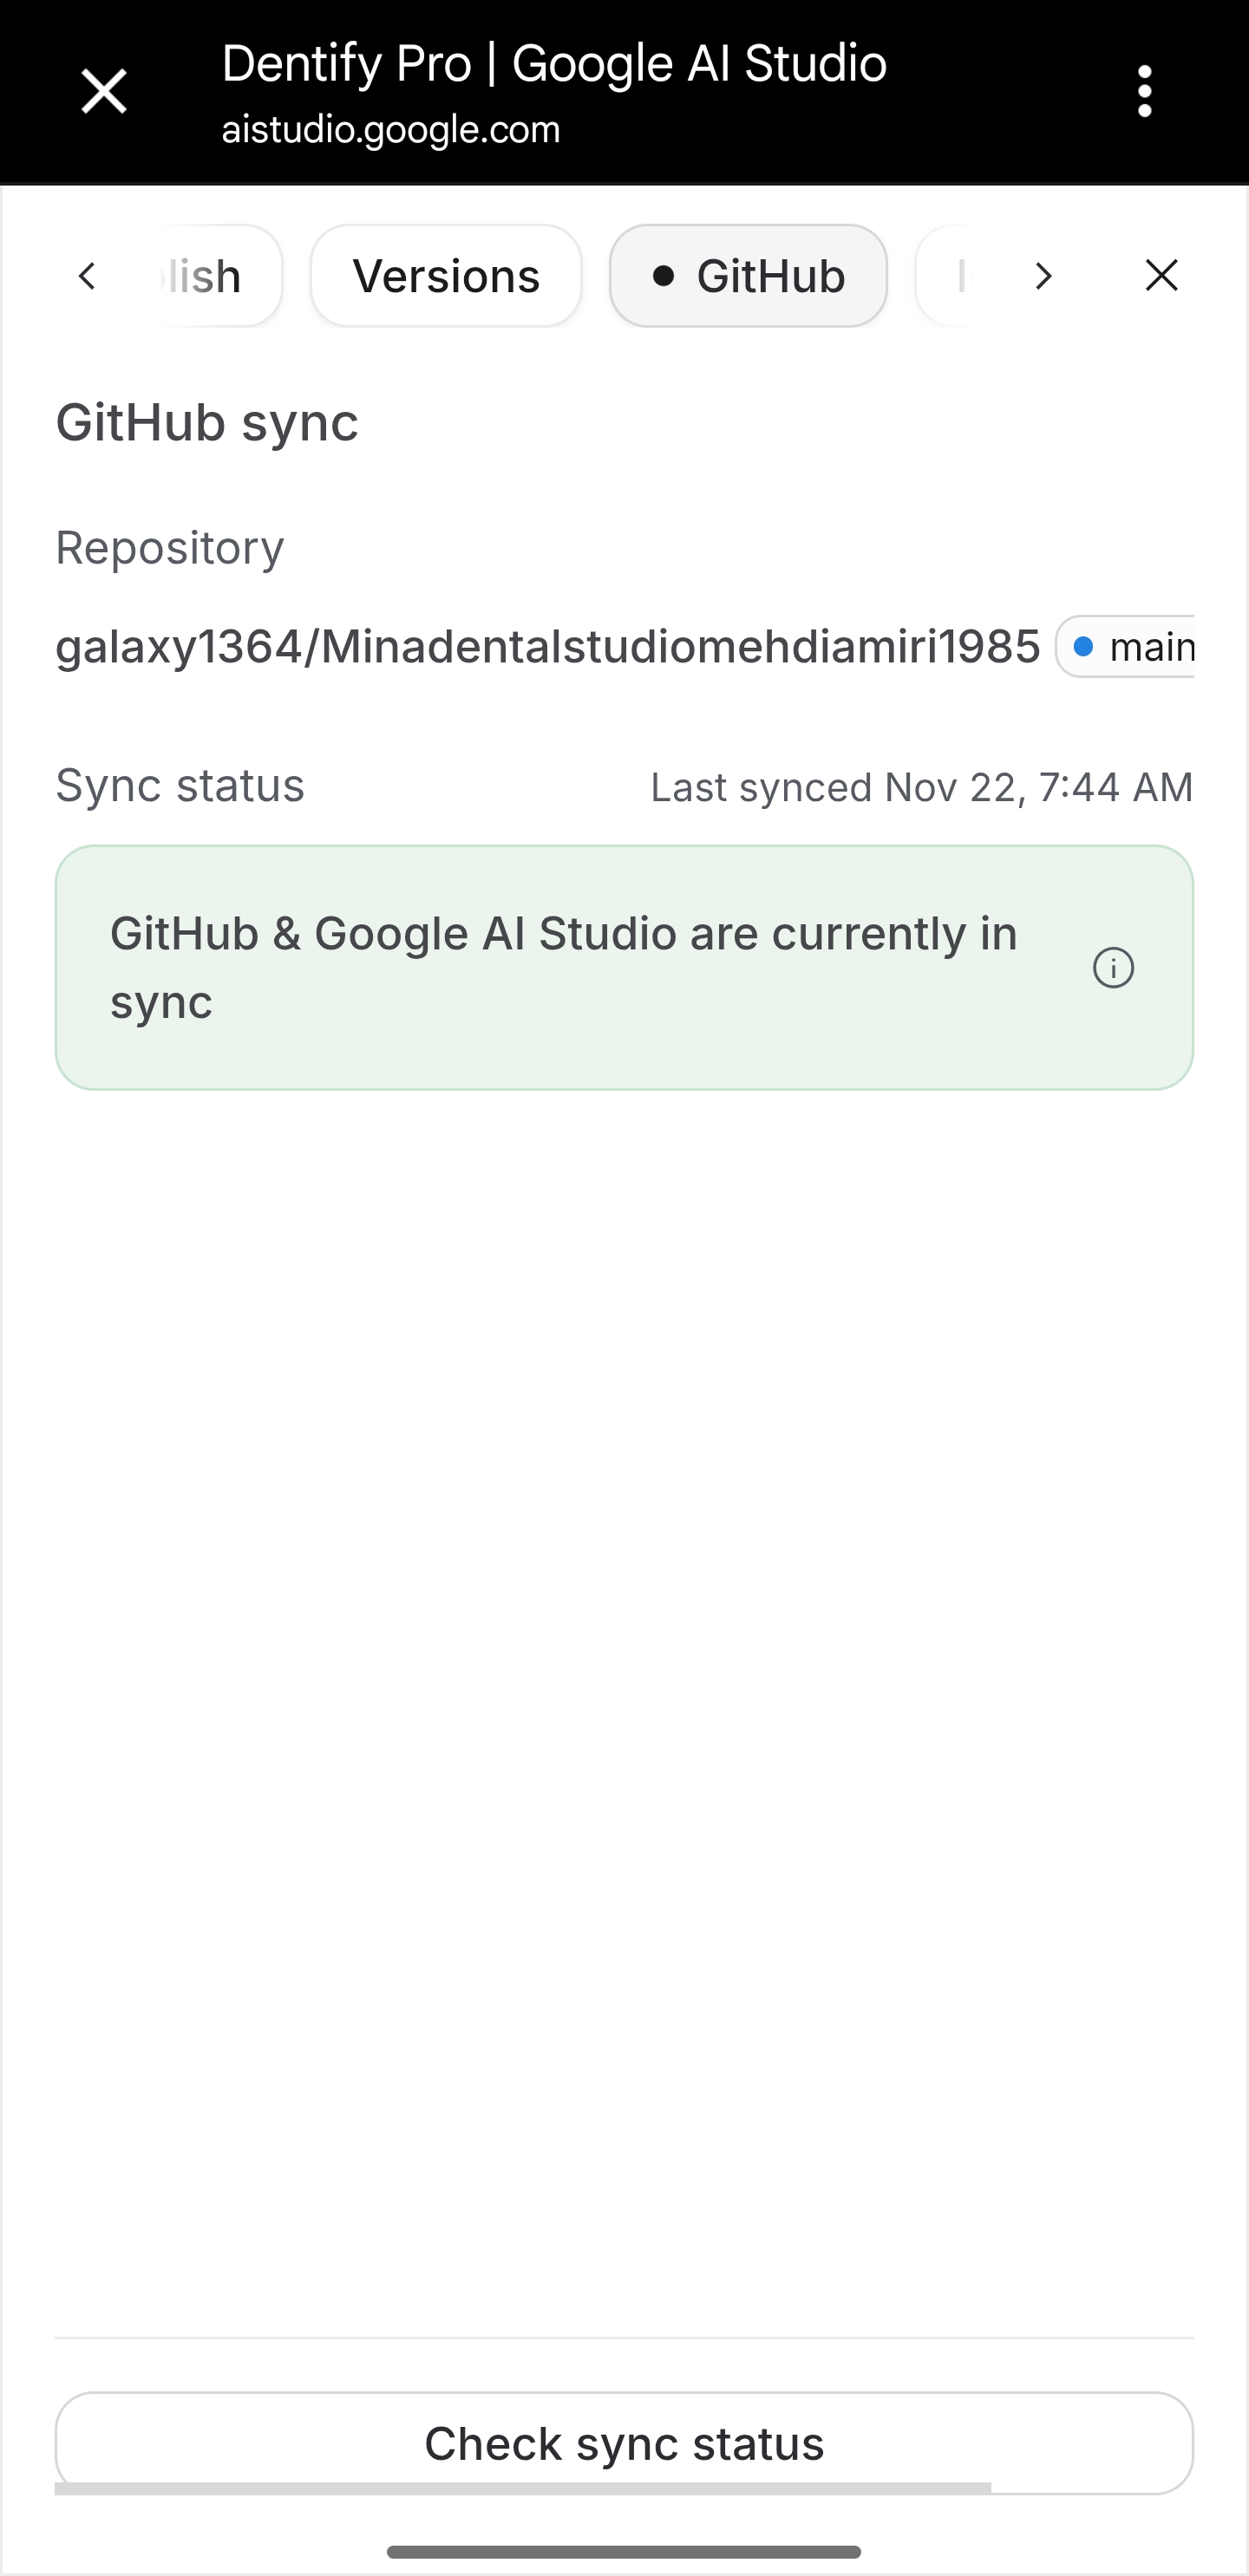 Dentify Pro | Google AI Studio
aistudio.google.com
lish
Versions
GitHub
GitHub sync
Repository
galaxy1364/Minadentalstudiomehdiamiri1985
main
Sync status
Last synced Nov 22, 7:44 AM
GitHub & Google AI Studio are currently in
sync
Check sync status